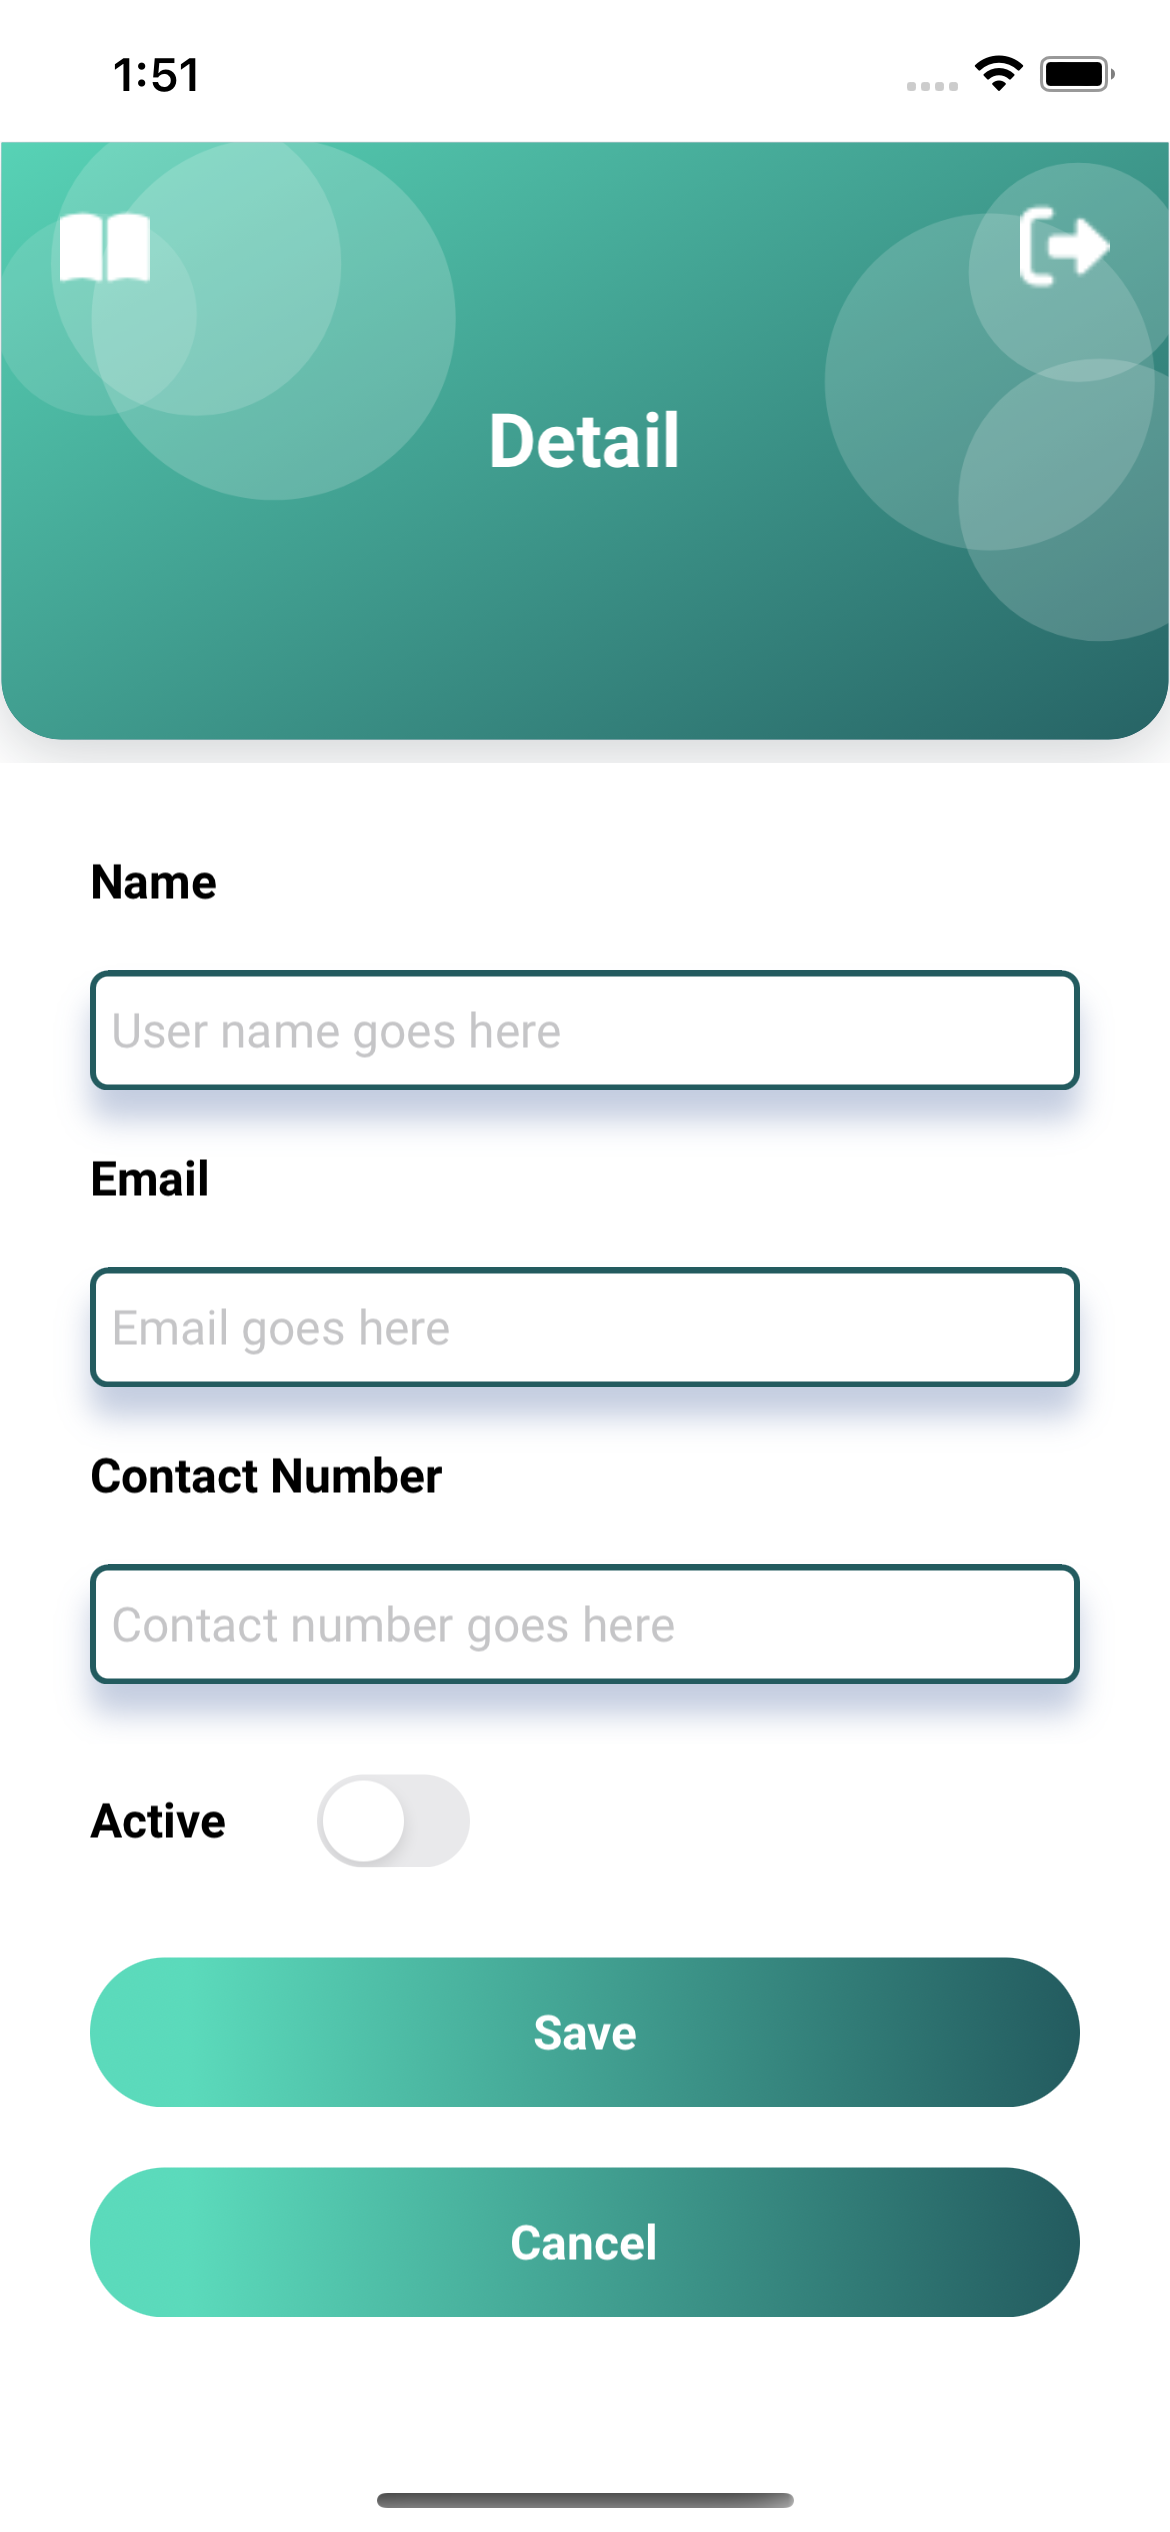 1:51
Detail
Name
User name goes here
Email
Email goes here
Contact Number
Contact number goes here
Active
Save
Cancel